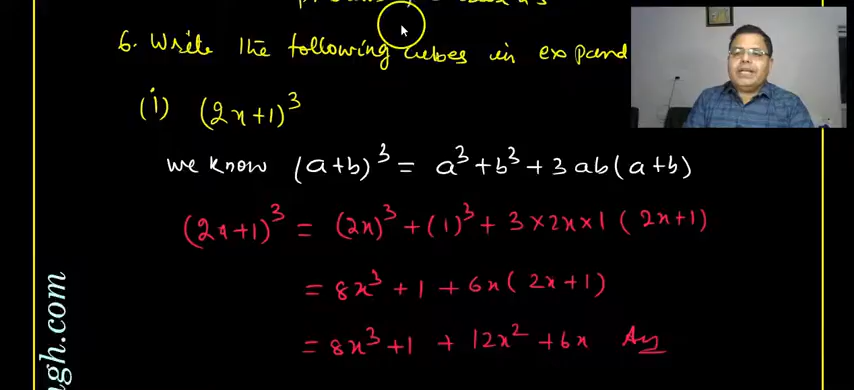 6. Write the following cubes in expand
(i) (2x+1)³
we know (a+b)³ = a³ + b³ + 3ab(a+b)
(2x+1)³ = (2x)³ + (1)³ + 3×2x×1 (2x+1)
= 8x³ + 1 + 6x(2x+1)
= 8x³ + 1 + 12x² + 6x Ans
gh.com